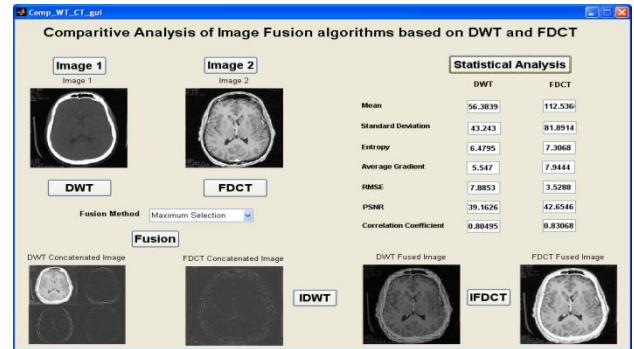 Comp_WT_CT_gui
Comparitive Analysis of Image Fusion algorithms based on DWT and FDCT
Image 1
Image 2
Statistical Analysis
Image 1
Image 2
DWT
FDCT
Mean
56.3839
112.536
Standard Deviation
43.243
81.8914
Entropy
6.4795
7.3068
Average Gradient
5.547
7.9444
RMSE
7.8853
3.5288
PSNR
39.1626
42.6546
Correlation Coefficient
0.80495
0.83068
DWT
FDCT
Fusion Method
Maximum Selection
Fusion
DWT Concatenated Image
FDCT Concatenated Image
DWT Fused Image
FDCT Fused Image
IDWT
IFDCT